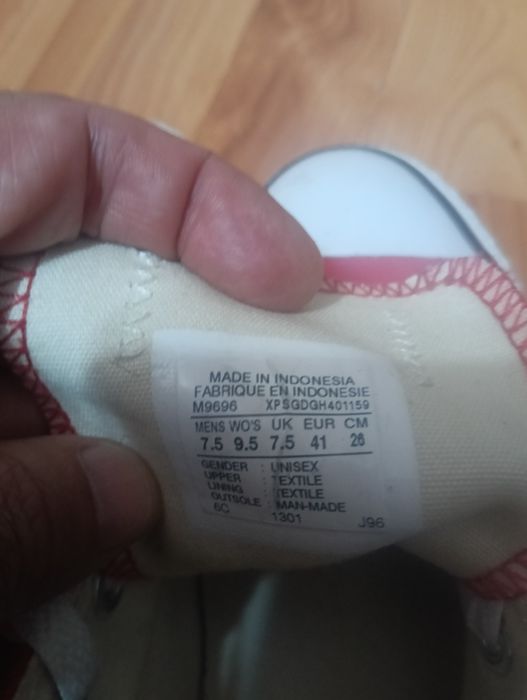 MADE IN INDONESIA
FABRIQUE EN INDONESIE
M9696 XPSGDGH401159
MENS WO'S UK EUR CM
7.5 9.5 7.5 41 26
GENDER : UNISEX
UPPER : TEXTILE
LINING : TEXTILE
OUTSOLE : MAN-MADE
6C 1301 J96